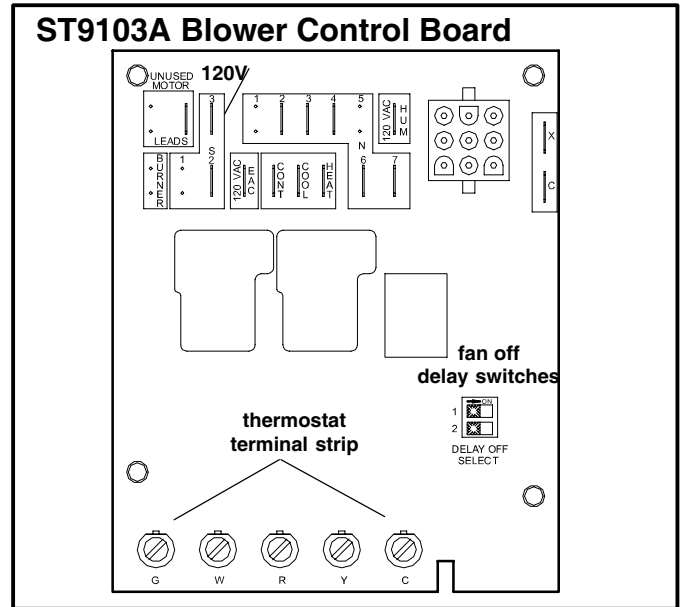 ST9103A Blower Control Board
UNUSED MOTOR
LEADS
120V
3
S
2
1
BURNER
1 2 3 4 5
N
6 7
120 VAC
HUM
120 VAC
EAC
CONT
COOL
HEAT
X
C
fan off
delay switches
ON
1
2
DELAY OFF
SELECT
thermostat
terminal strip
G W R Y C